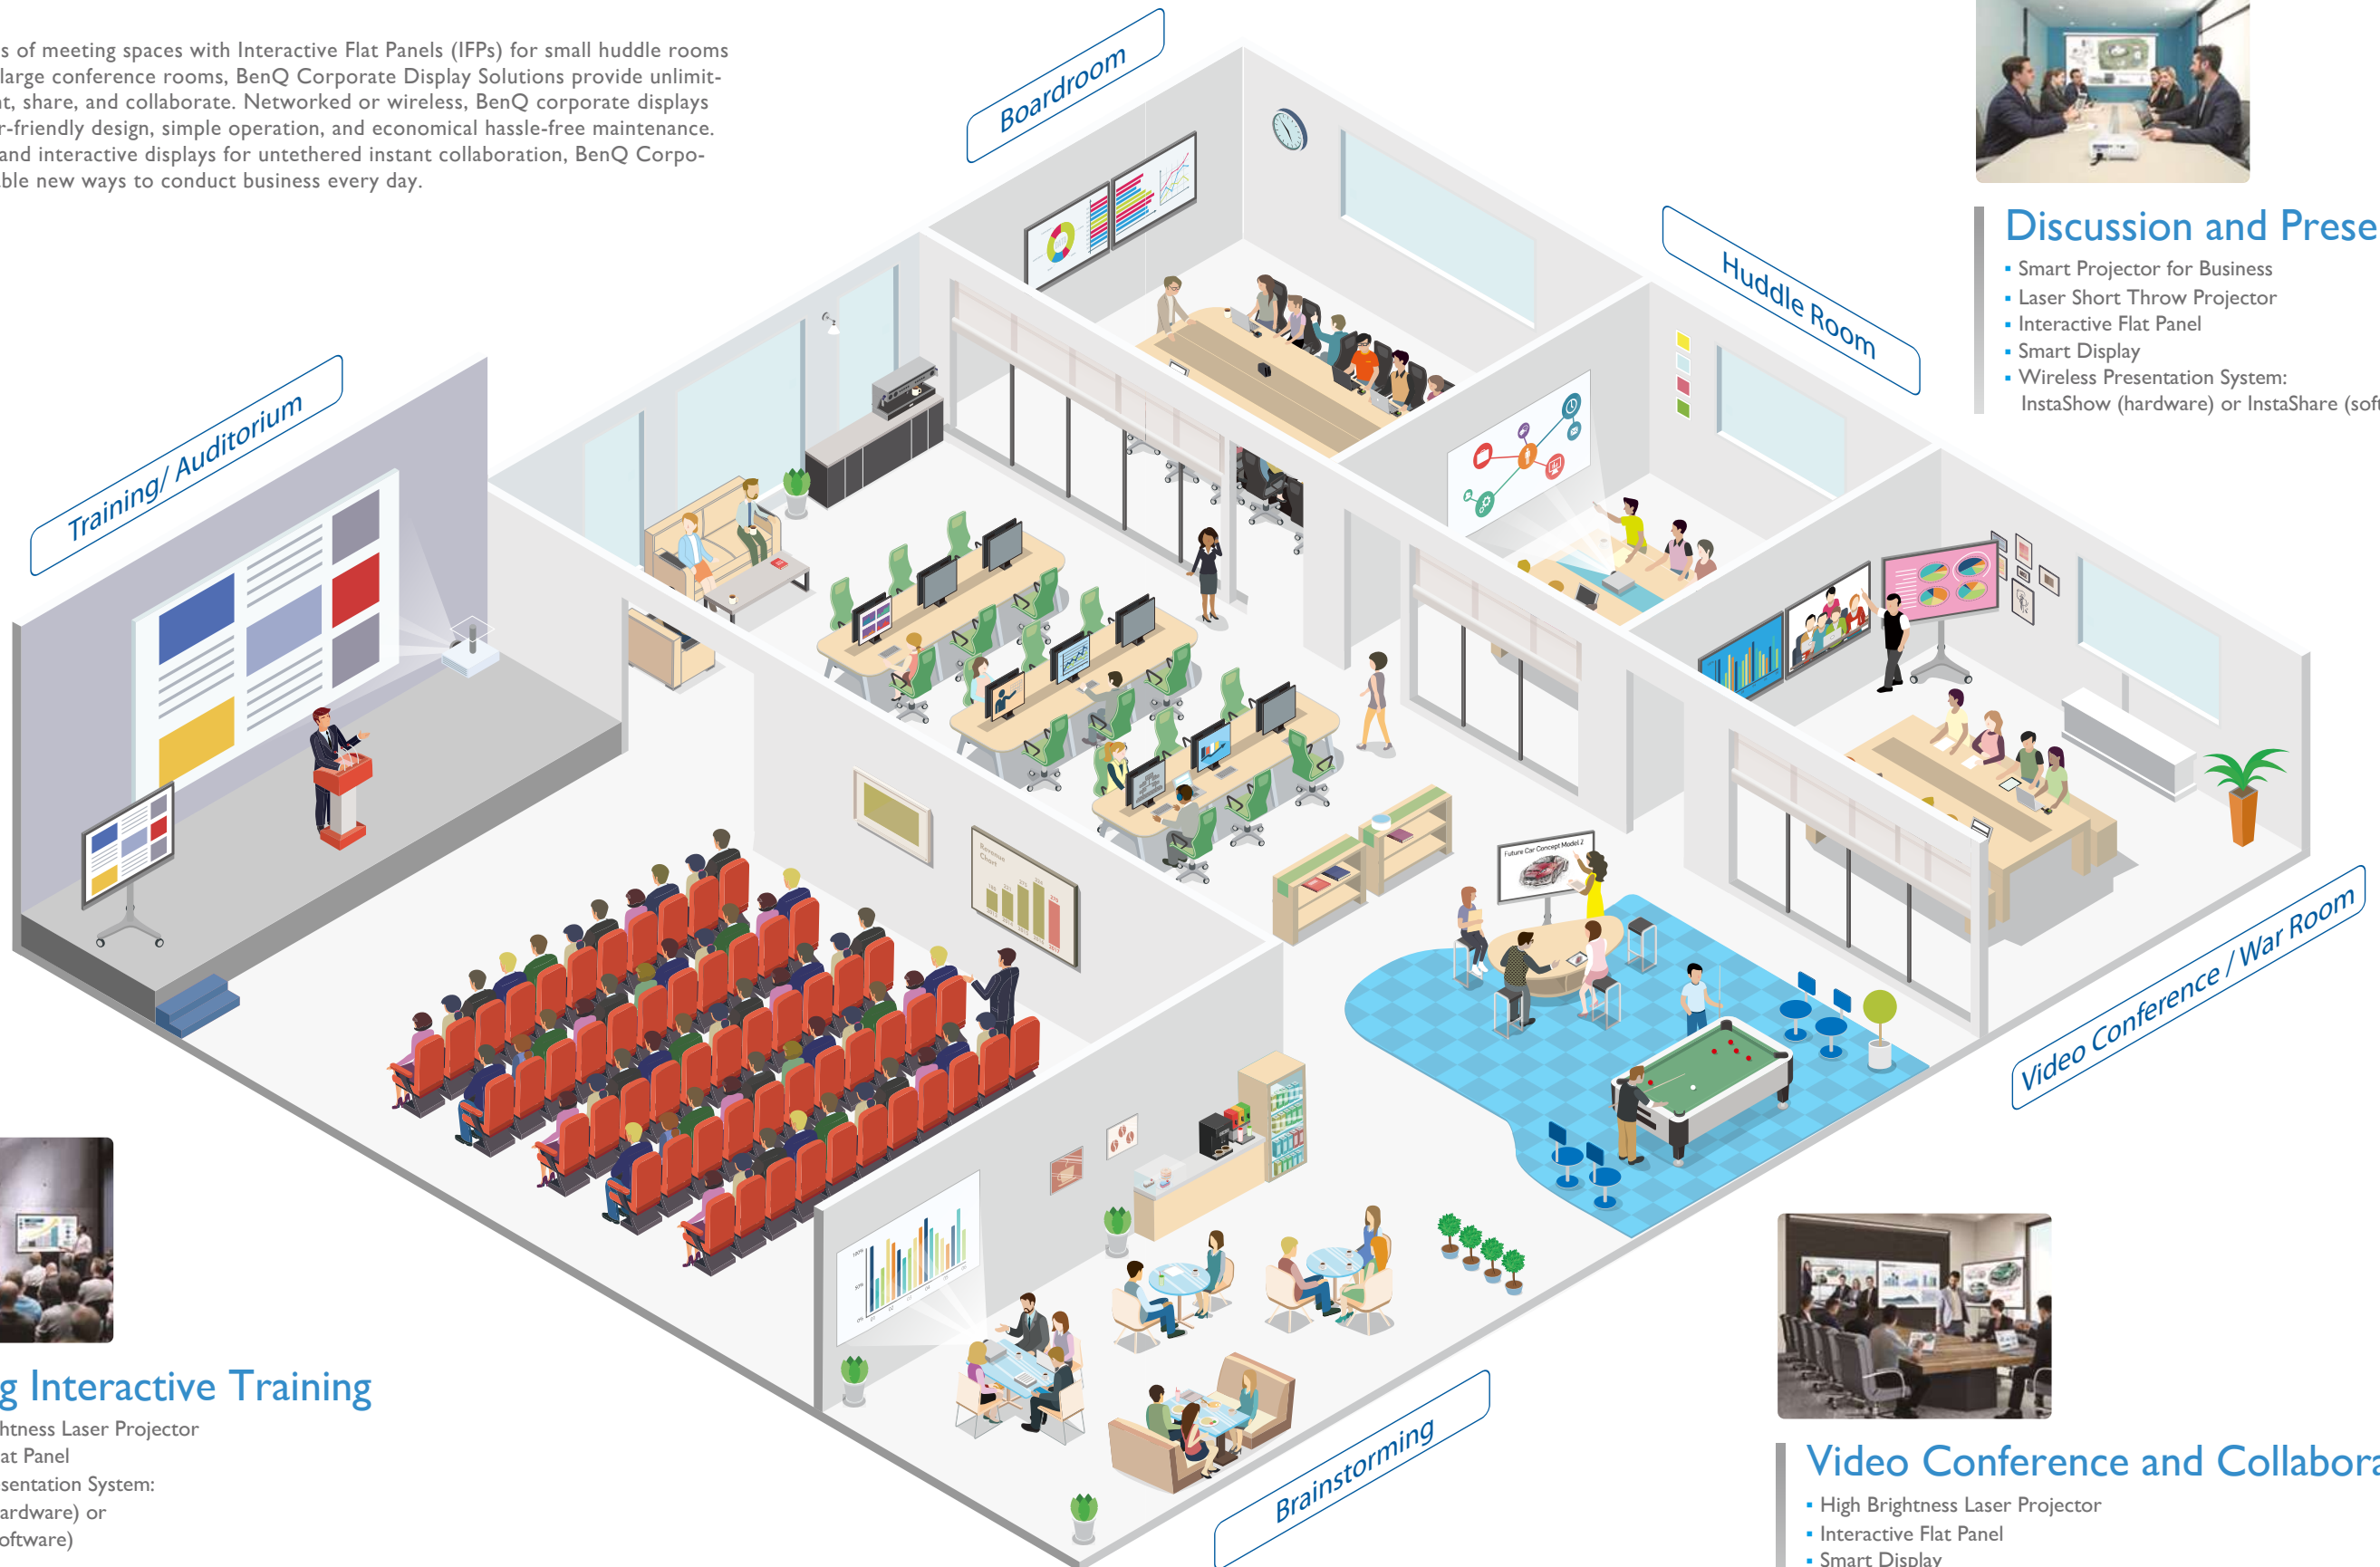 s of meeting spaces with Interactive Flat Panels (IFPs) for small huddle rooms
large conference rooms, BenQ Corporate Display Solutions provide unlimit-
t, share, and collaborate. Networked or wireless, BenQ corporate displays
r-friendly design, simple operation, and economical hassle-free maintenance.
and interactive displays for untethered instant collaboration, BenQ Corpo-
ble new ways to conduct business every day.
Boardroom
Huddle Room
Discussion and Prese
▪ Smart Projector for Business
▪ Laser Short Throw Projector
▪ Interactive Flat Panel
▪ Smart Display
▪ Wireless Presentation System:
InstaShow (hardware) or InstaShare (soft
Training/ Auditorium
Revenue
Chart
Future Car Concept Model 2
Video Conference / War Room
100%
50%
0%
Brainstorming
g Interactive Training
htness Laser Projector
at Panel
sentation System:
ardware) or
oftware)
Video Conference and Collabora
▪ High Brightness Laser Projector
▪ Interactive Flat Panel
▪ Smart Display